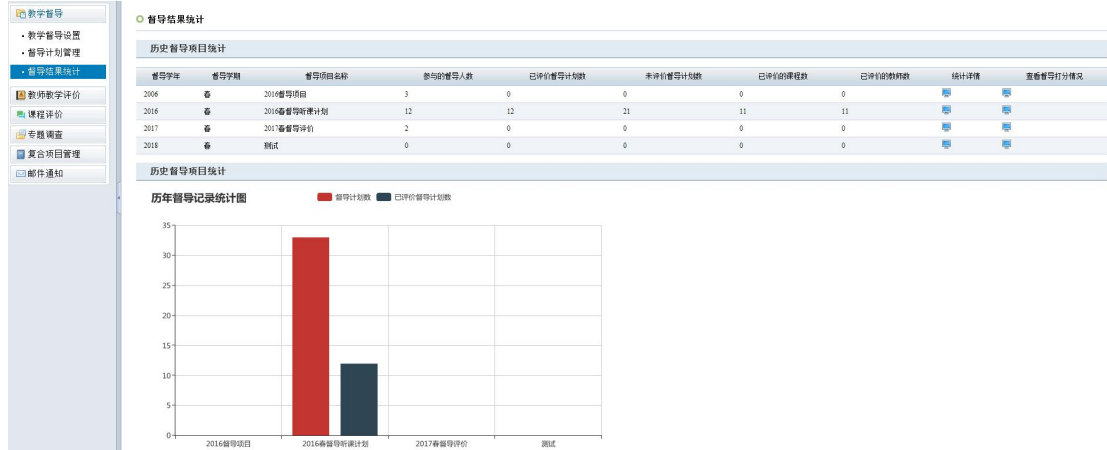 教学督导
· 教学督导设置
· 督导计划管理
· 督导结果统计
教师教学评价
课程评价
专题调查
复合项目管理
邮件通知
督导结果统计
历史督导项目统计
督导学年 督导学期 督导项目名称 参与的督导人数 已评价督导计划数 未评价督导计划数 已评价的课程数 已评价的教师数 统计详情 查看督导打分情况
2006 春 2016督导项目 3 0 0 0 0
2016 春 2016春督导听课计划 12 12 21 11 11
2017 春 2017春督导评价 2 0 0 0 0
2018 春 测试 0 0 0 0 0
历史督导项目统计
历年督导记录统计图 督导计划数 已评价督导计划数
35
30
25
20
15
10
5
0
2016督导项目 2016春督导听课计划 2017春督导评价 测试